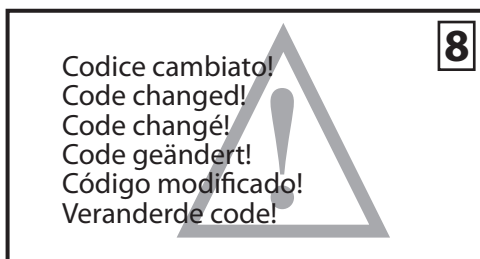 8
Codice cambiato!
Code changed!
Code changé!
Code geändert!
Código modificado!
Veranderde code!